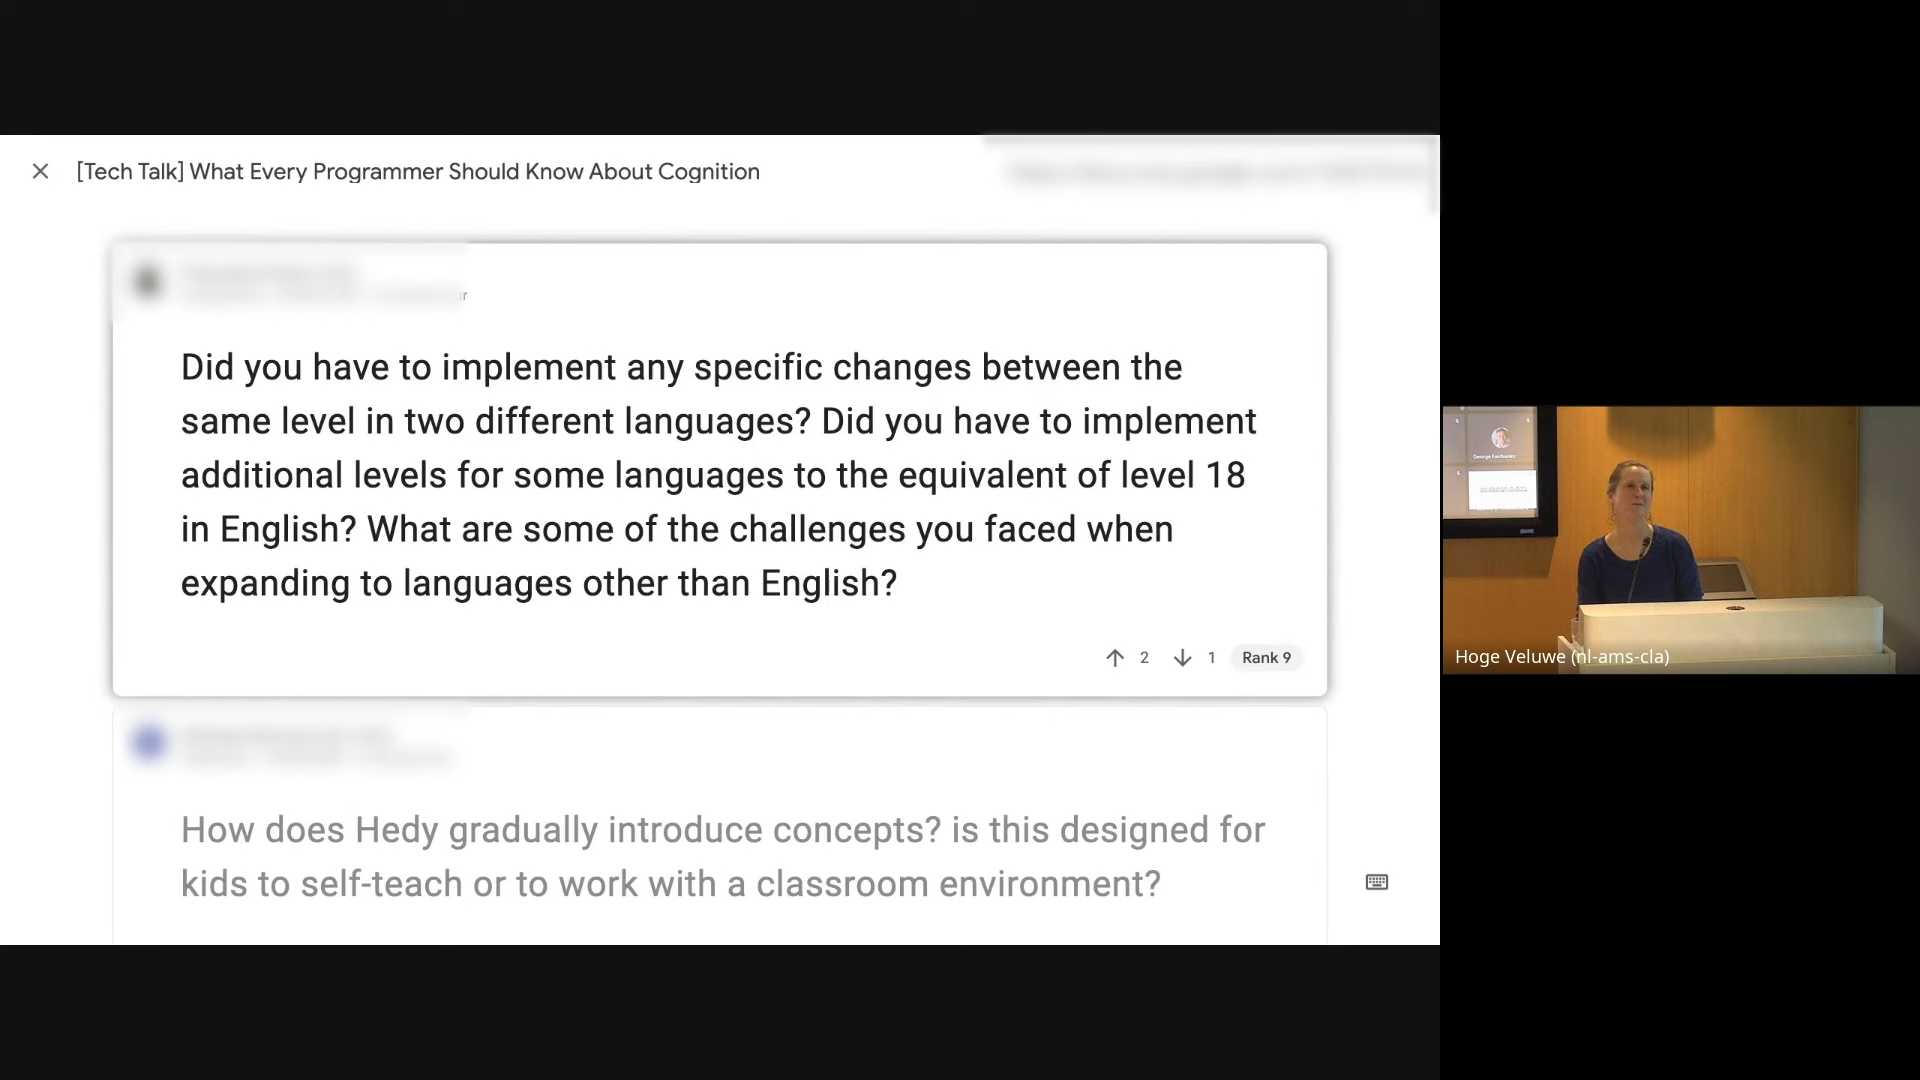 [Tech Talk] What Every Programmer Should Know About Cognition
r
Did you have to implement any specific changes between the
same level in two different languages? Did you have to implement
additional levels for some languages to the equivalent of level 18
in English? What are some of the challenges you faced when
expanding to languages other than English?
2 1 Rank 9
How does Hedy gradually introduce concepts? is this designed for
kids to self-teach or to work with a classroom environment?
George Fairbanks
Hoge Veluwe (nl-ams-cla)